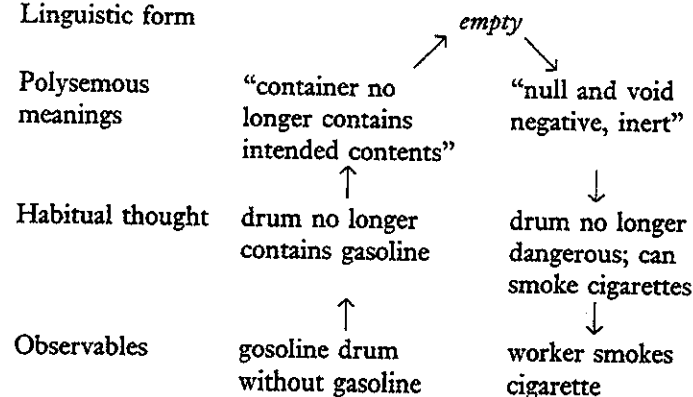 Linguistic form
empty
Polysemous
meanings
“container no
longer contains
intended contents”
“null and void
negative, inert”
Habitual thought
drum no longer
contains gasoline
drum no longer
dangerous; can
smoke cigarettes
Observables
gosoline drum
without gasoline
worker smokes
cigarette